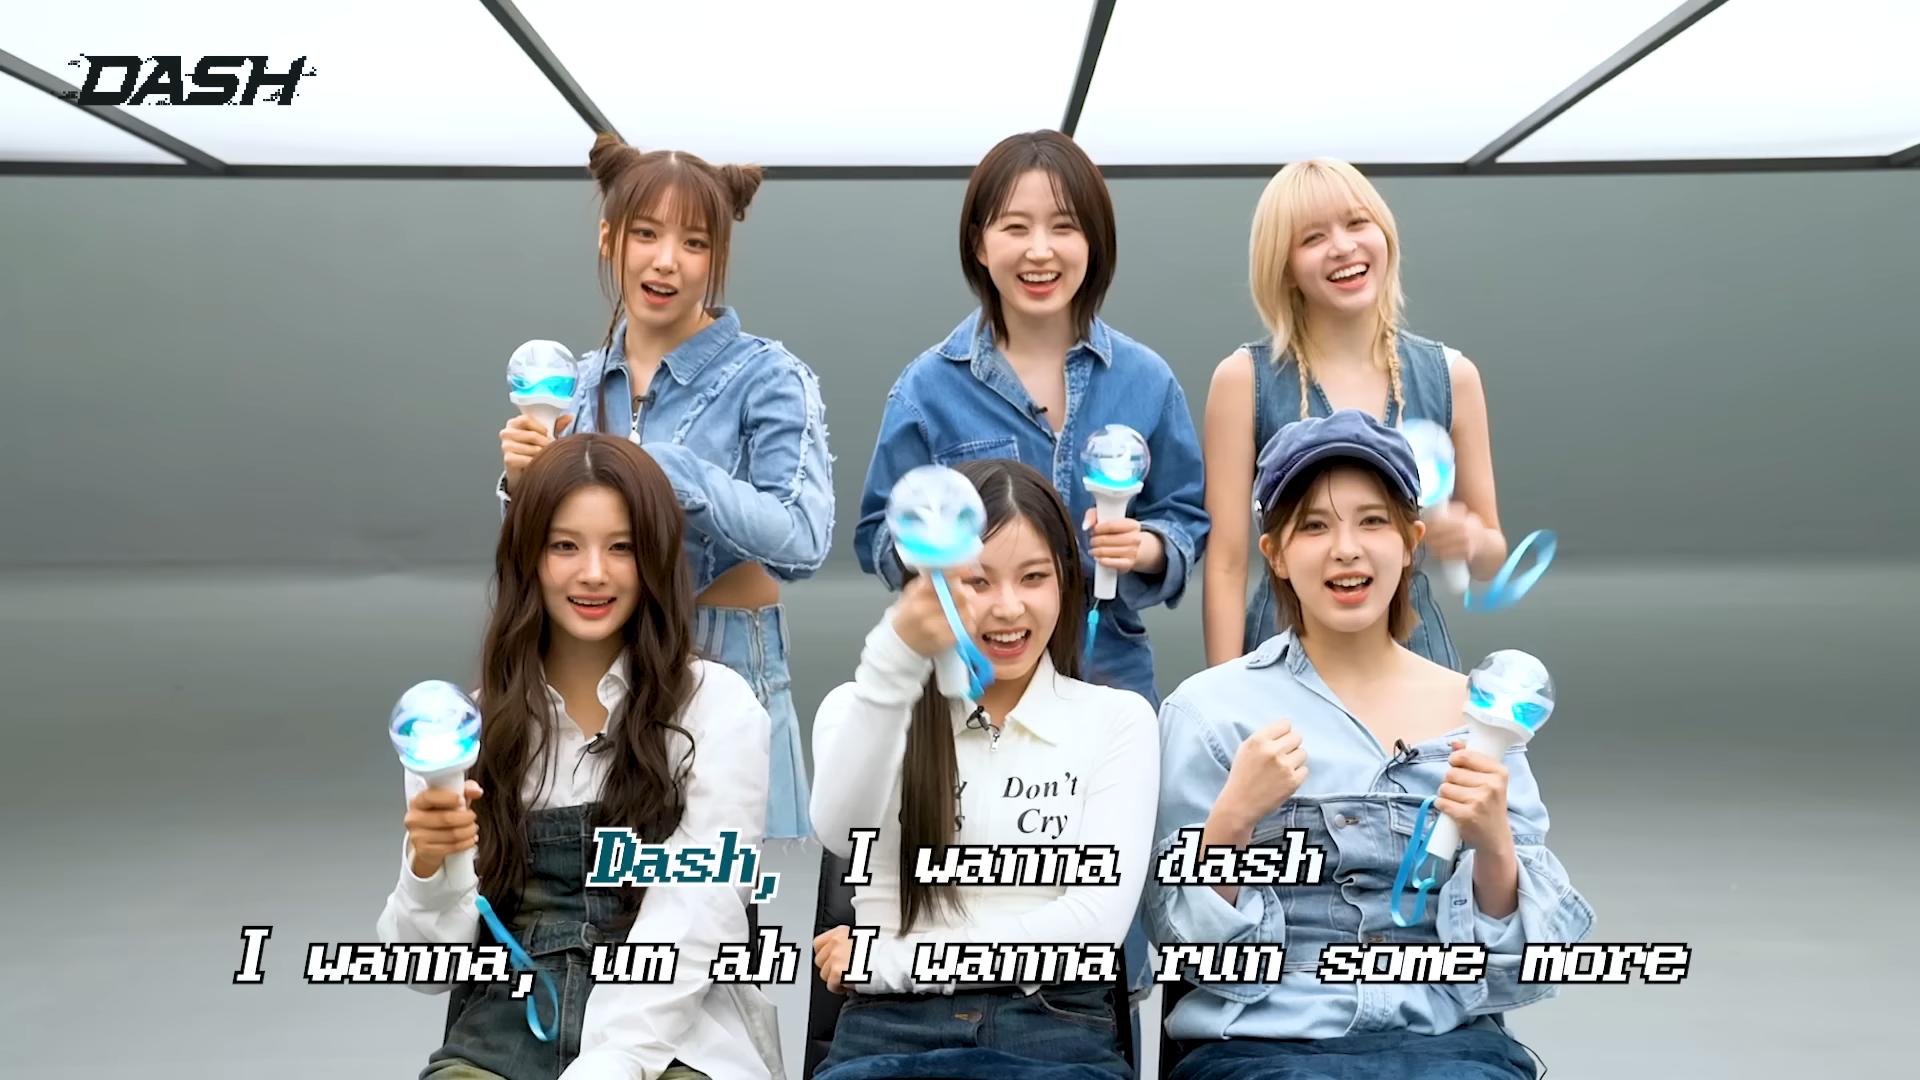 DASH
Don't
Cry
Dash, I wanna dash
I wanna, um ah I wanna run some more